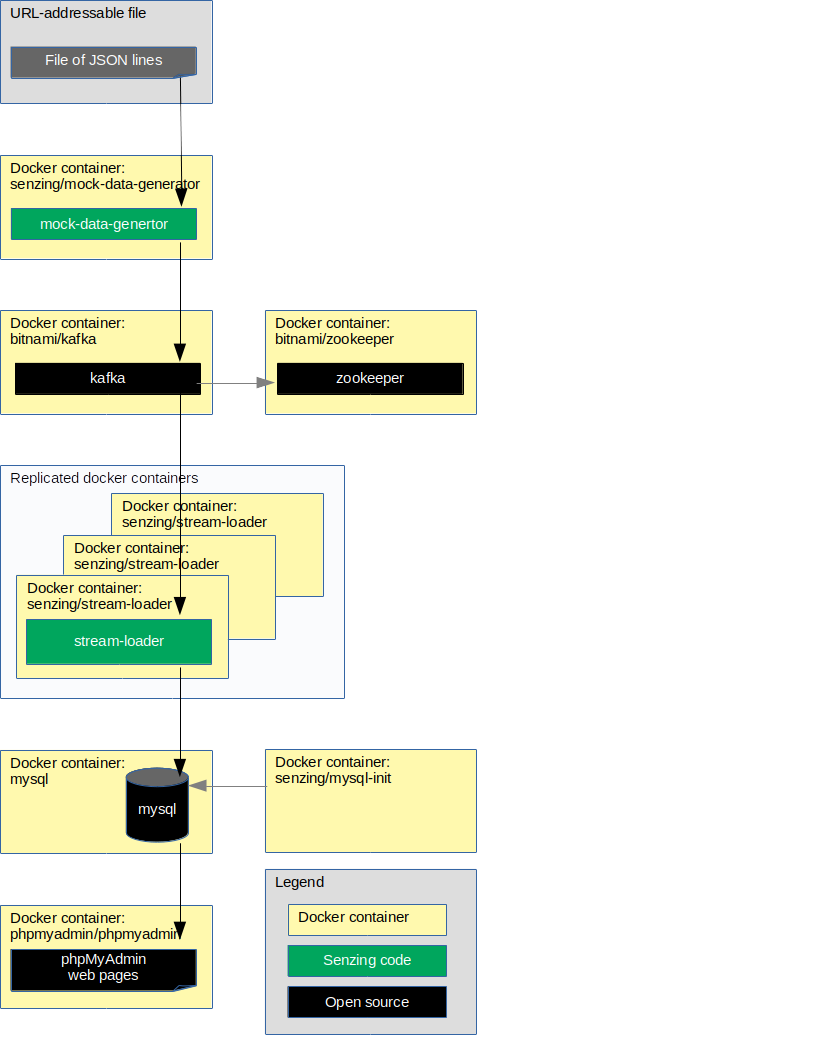 URL-addressable file
File of JSON lines
Docker container:
senzing/mock-data-generator
mock-data-genertor
Docker container:
bitnami/kafka
kafka
Docker container:
bitnami/zookeeper
zookeeper
Replicated docker containers
Docker container:
senzing/stream-loader
Docker container:
senzing/stream-loader
Docker container:
senzing/stream-loader
stream-loader
Docker container:
mysql
mysql
Docker container:
senzing/mysql-init
Docker container:
phpmyadmin/phpmyadmin
phpMyAdmin
web pages
Legend
Docker container
Senzing code
Open source